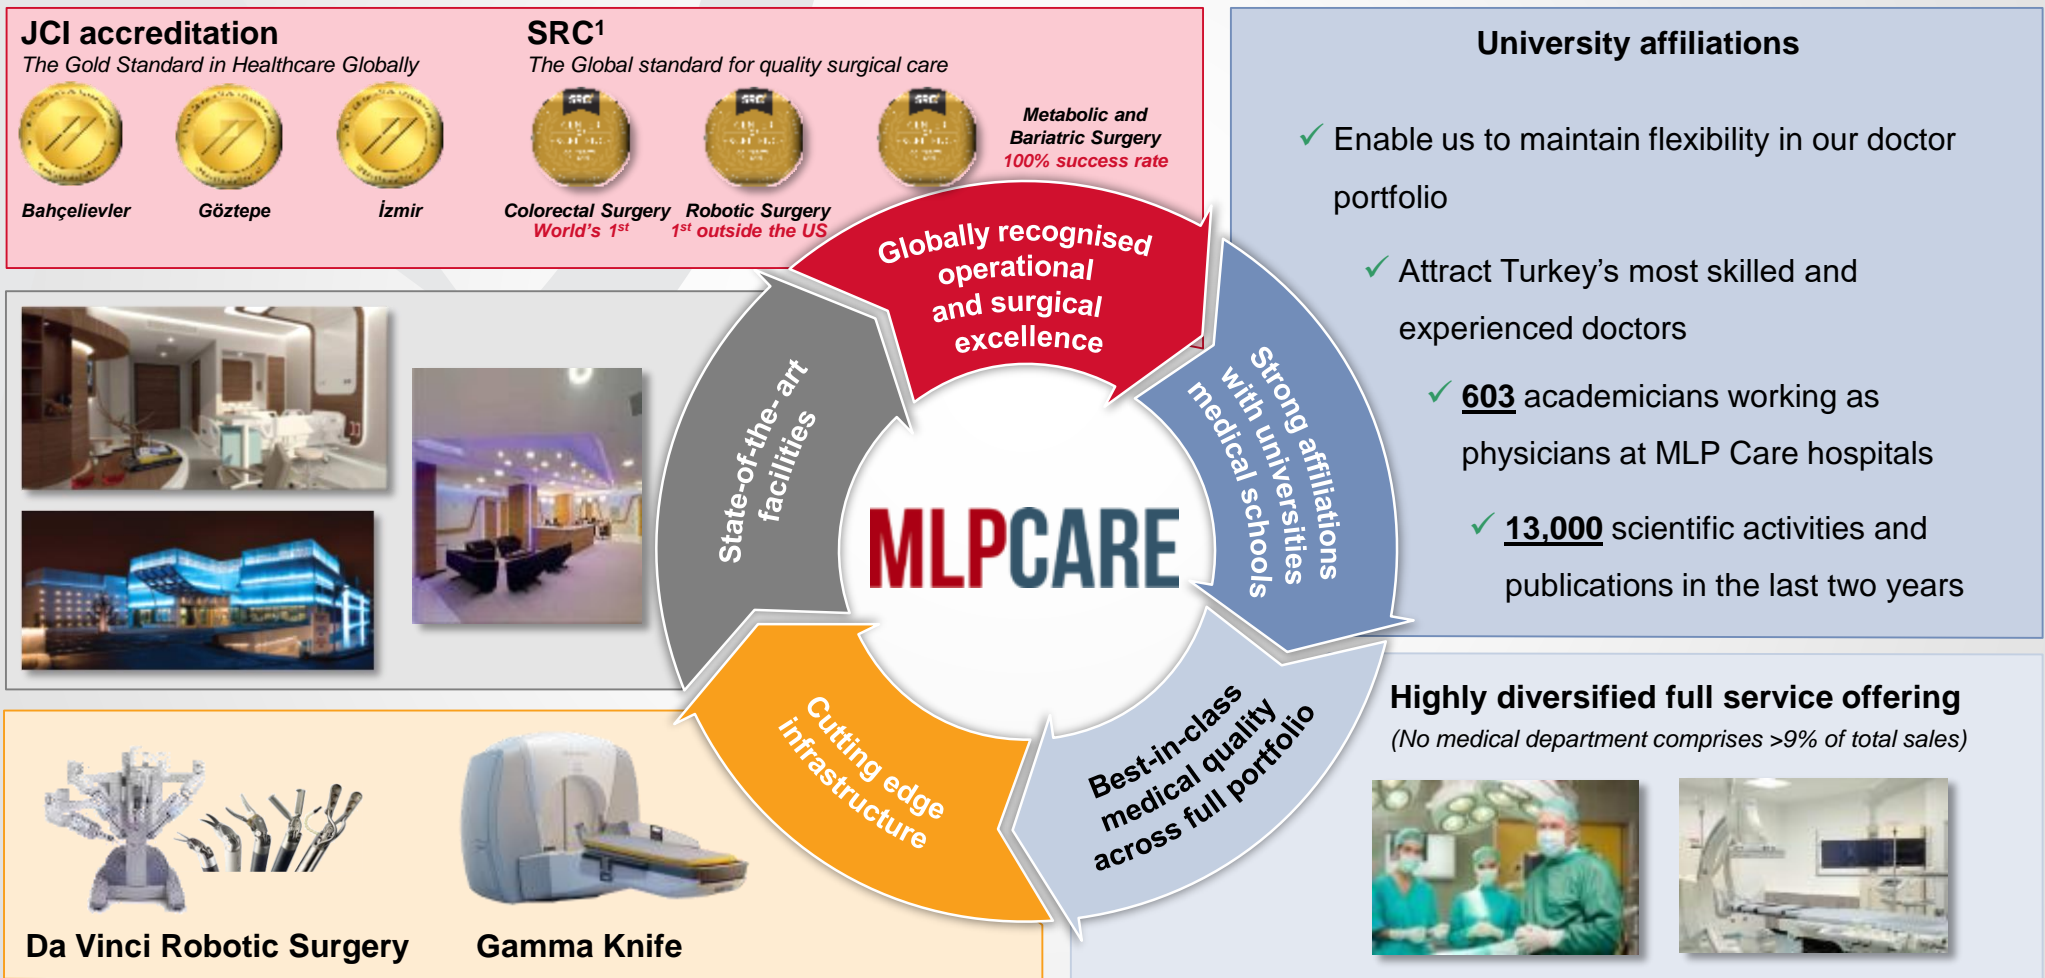 JCI accreditation
The Gold Standard in Healthcare Globally
Bahçelievler
Göztepe
İzmir
SRC¹
The Global standard for quality surgical care
SRC
SRC
SRC
Colorectal Surgery
World's 1st
Robotic Surgery
1st outside the US
Metabolic and
Bariatric Surgery
100% success rate
University affiliations
✓ Enable us to maintain flexibility in our doctor
portfolio
✓ Attract Turkey's most skilled and
experienced doctors
✓ 603 academicians working as
physicians at MLP Care hospitals
✓ 13,000 scientific activities and
publications in the last two years
Globally recognised
operational
and surgical
excellence
Strong affiliations
with universities
medical schools
Best-in-class
medical quality
across full portfolio
Cutting edge
infrastructure
State-of-the- art
facilities
MLPCARE
Highly diversified full service offering
(No medical department comprises >9% of total sales)
Da Vinci Robotic Surgery
Gamma Knife